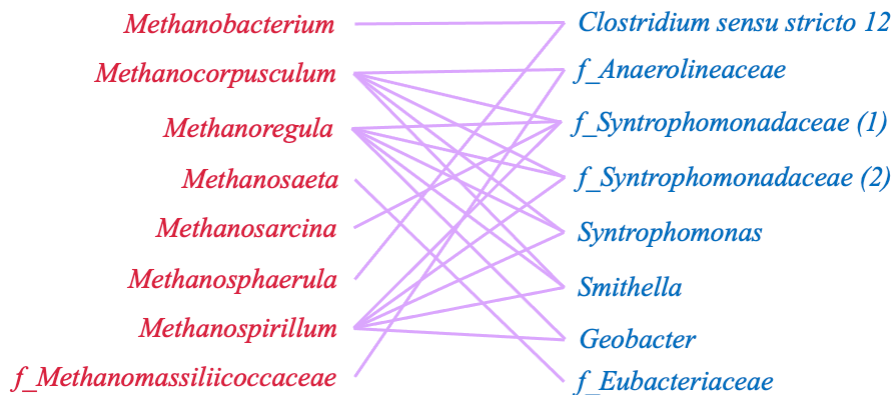 Methanobacterium
Methanocorpusculum
Methanoregula
Methanosaeta
Methanosarcina
Methanosphaerula
Methanospirillum
f_Methanomassiliicoccaceae
Clostridium sensu stricto 12
f_Anaerolineaceae
f_Syntrophomonadaceae (1)
f_Syntrophomonadaceae (2)
Syntrophomonas
Smithella
Geobacter
f_Eubacteriaceae